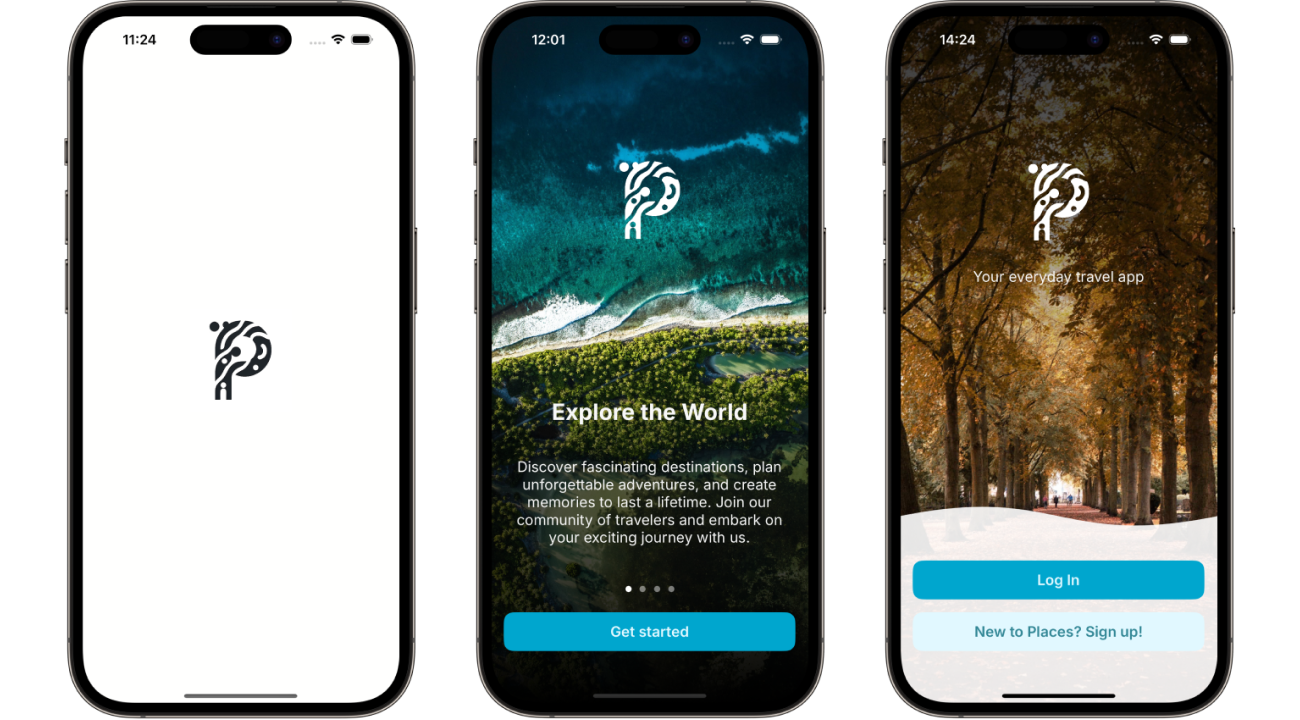 11:24
12:01
Explore the World
Discover fascinating destinations, plan
unforgettable adventures, and create
memories to last a lifetime. Join our
community of travelers and embark on
your exciting journey with us.
Get started
14:24
Your everyday travel app
Log In
New to Places? Sign up!